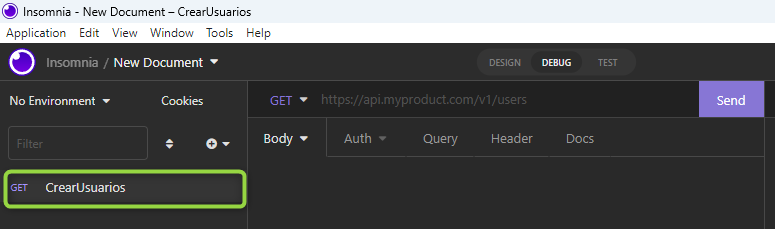 Insomnia - New Document – CrearUsuarios
Application Edit View Window Tools Help
Insomnia / New Document DESIGN DEBUG TEST
No Environment Cookies GET https://api.myproduct.com/v1/users Send
Filter Body Auth Query Header Docs
GET CrearUsuarios